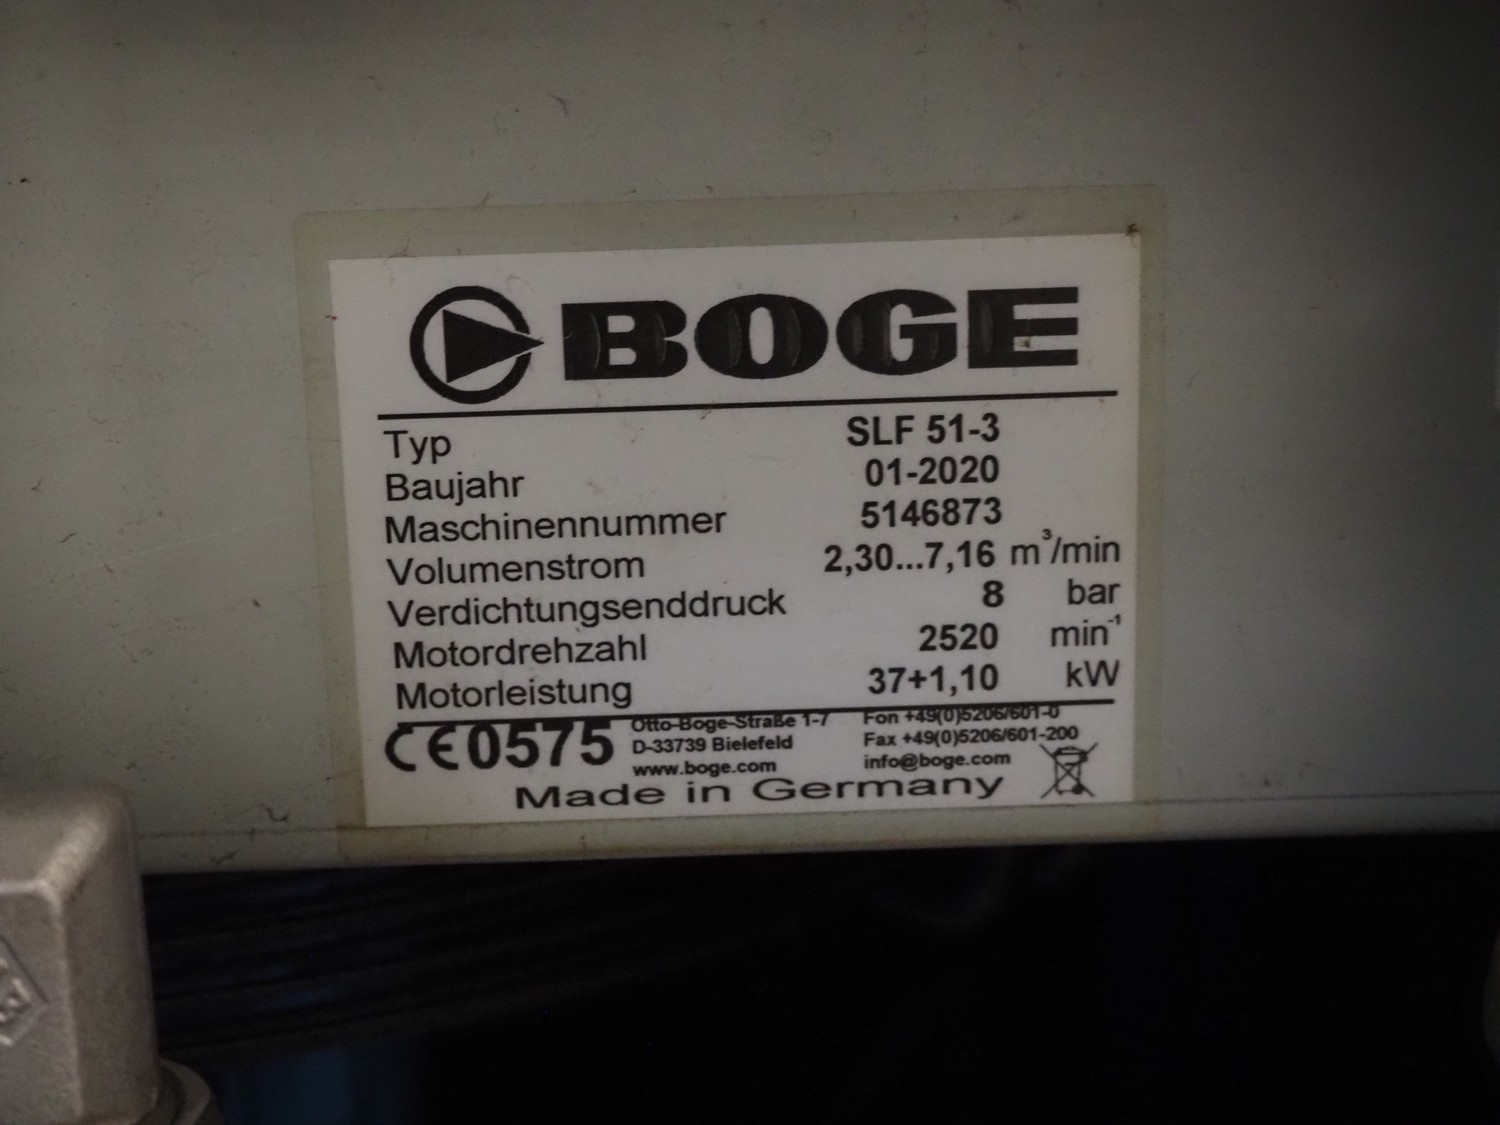 BOGE
Typ SLF 51-3
Baujahr 01-2020
Maschinennummer 5146873
Volumenstrom 2,30...7,16 m³/min
Verdichtungsenddruck 8 bar
Motordrehzahl 2520 min⁻¹
Motorleistung 37+1,10 kW
CE0575
Otto-Boge-Straße 1-7 Fon +49(0)5206/601-0
D-33739 Bielefeld Fax +49(0)5206/601-200
www.boge.com info@boge.com
Made in Germany